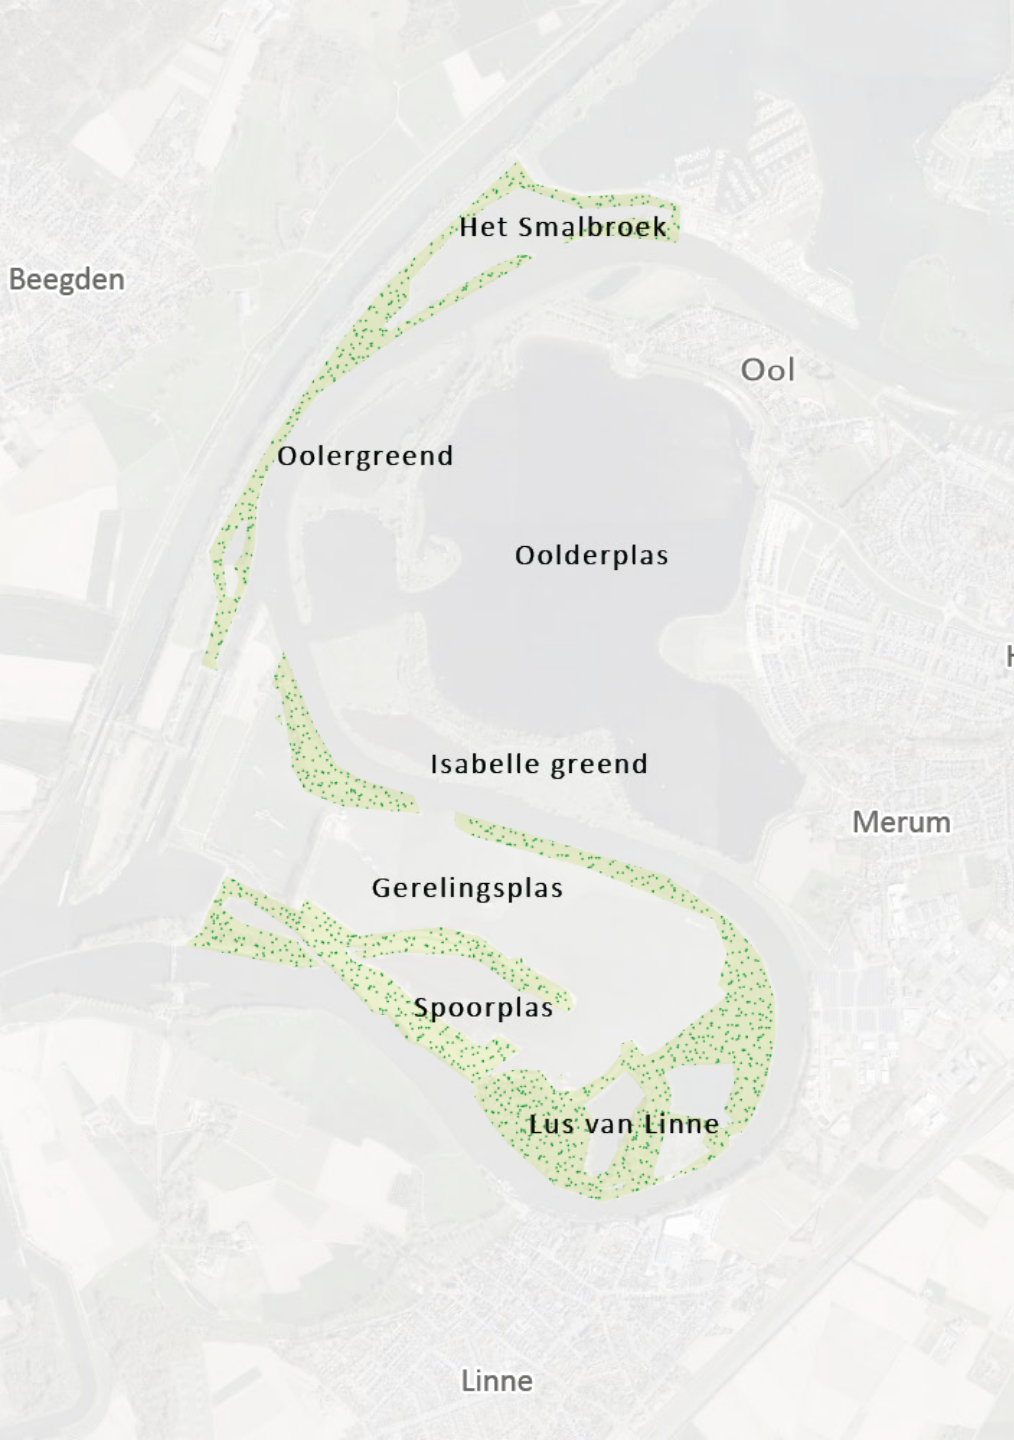 Het Smalbroek
Beegden
Ool
Oolergreend
Oolderplas
H
Isabelle greend
Merum
Gerelingsplas
Spoorplas
Lus van Linne
Linne